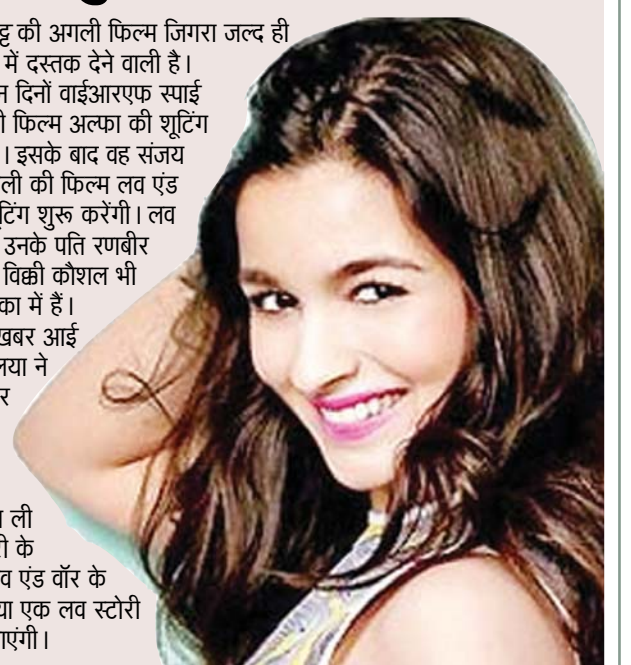 ट्ट की अगली फिल्म जिगरा जल्द ही
में दस्तक देने वाली है।
न दिनों वाईआरएफ स्पाई
ी फिल्म अल्फा की शूटिंग
। इसके बाद वह संजय
ली की फिल्म लव एंड
टिंग शुरू करेंगी। लव
उनके पति रणबीर
विक्की कौशल भी
का में हैं।
खबर आई
लया ने
र
ा ली
ी के
व एंड वॉर के
या एक लव स्टोरी
ाएंगी।